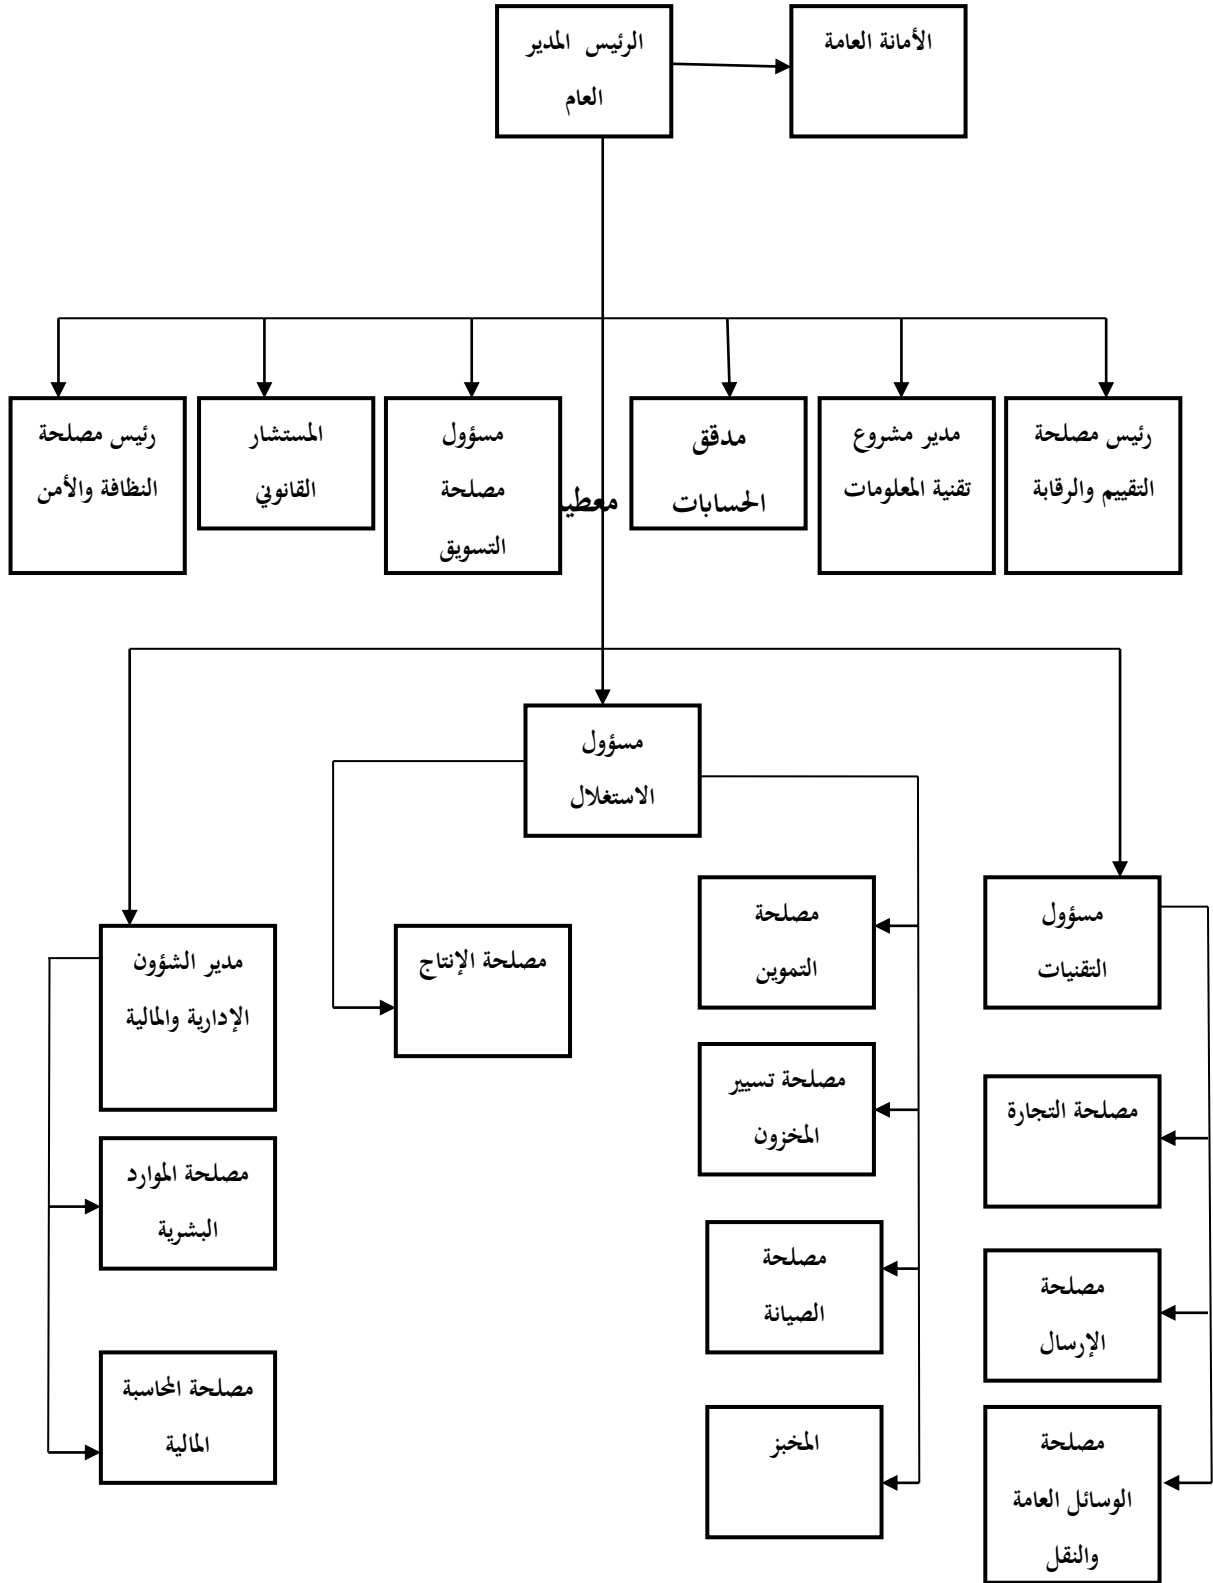 الرئيس المدير
العام
الأمانة العامة
رئيس مصلحة
التقييم والرقابة
مدير مشروع
تقنية المعلومات
مدقق
الحسابات
معطيـ
مسؤول
مصلحة
التسويق
المستشار
القانوني
رئيس مصلحة
النظافة والأمن
مسؤول
الاستغلال
مسؤول
التقنيات
مصلحة التجارة
مصلحة
الإرسال
مصلحة
الوسائل العامة
والنقل
مصلحة
التموين
مصلحة تسيير
المخزون
مصلحة
الصيانة
المخبز
مصلحة الإنتاج
مدير الشؤون
الإدارية والمالية
مصلحة الموارد
البشرية
مصلحة المحاسبة
المالية